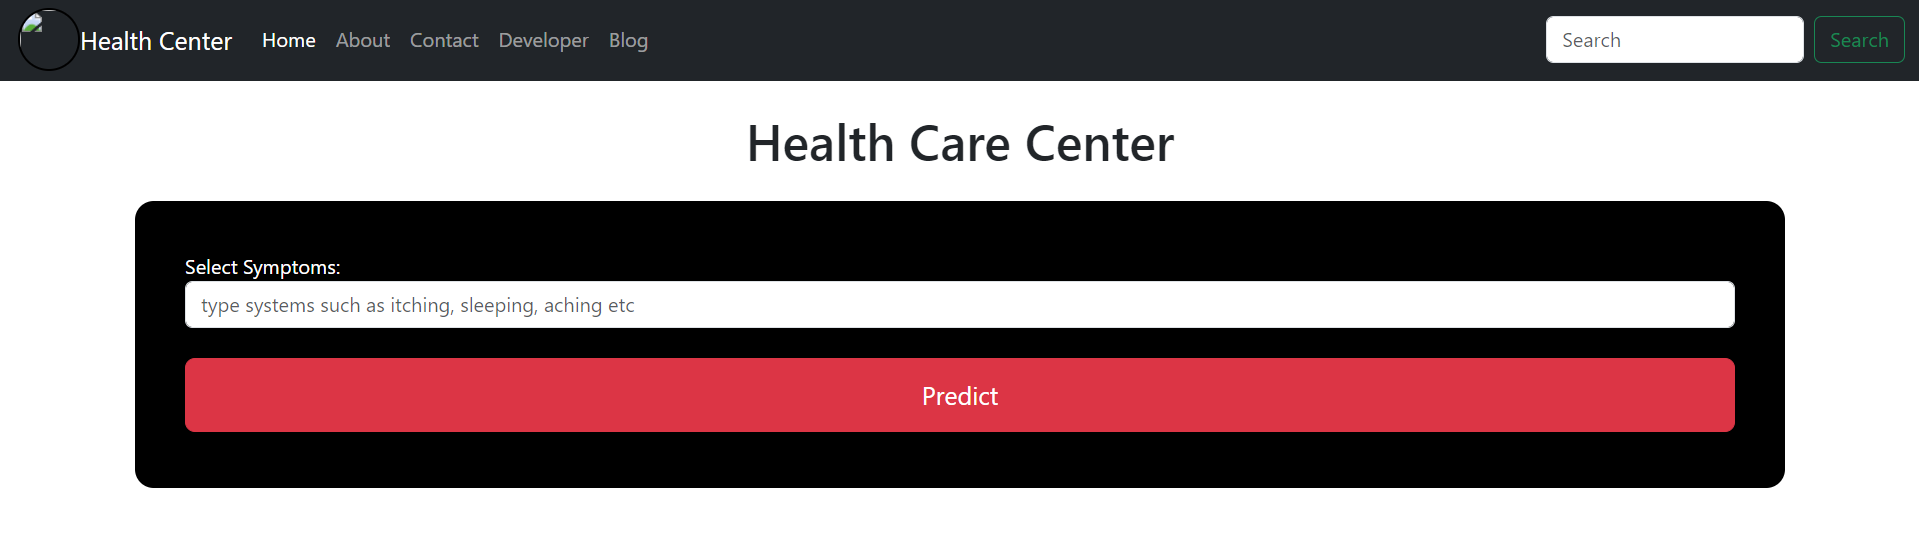 Health Center Home About Contact Developer Blog Search Search
Health Care Center
Select Symptoms:
type systems such as itching, sleeping, aching etc
Predict